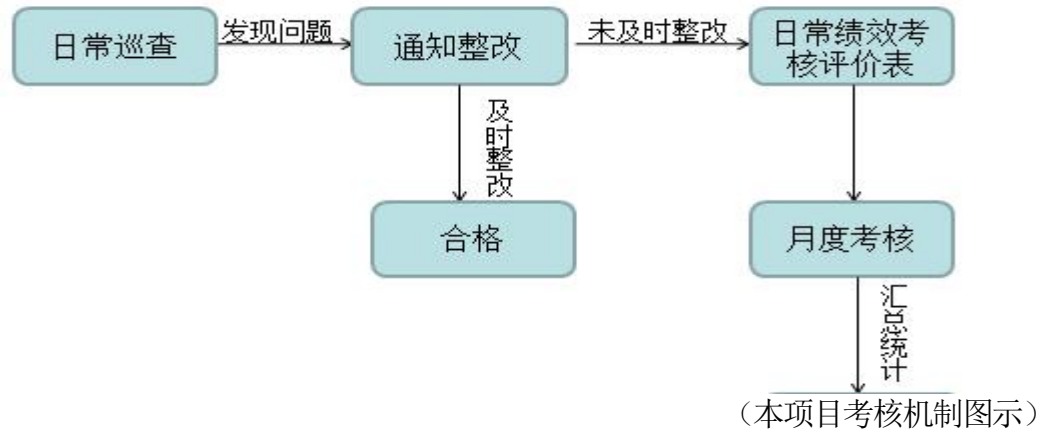 日常巡查
发现问题
通知整改
未及时整改
日常绩效考
核评价表
及时整改
合格
月度考核
汇总统计
（本项目考核机制图示）